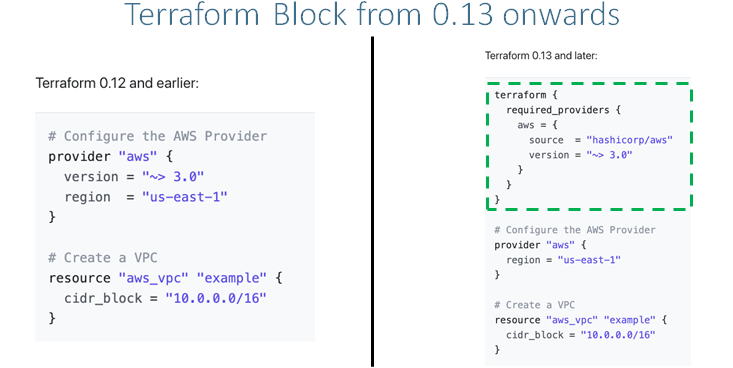 Terraform Block from 0.13 onwards
Terraform 0.12 and earlier:
# Configure the AWS Provider
provider "aws" {
  version = "~> 3.0"
  region  = "us-east-1"
}
# Create a VPC
resource "aws_vpc" "example" {
  cidr_block = "10.0.0.0/16"
}
Terraform 0.13 and later:
terraform {
  required_providers {
    aws = {
      source  = "hashicorp/aws"
      version = "~> 3.0"
    }
  }
}
# Configure the AWS Provider
provider "aws" {
  region = "us-east-1"
}
# Create a VPC
resource "aws_vpc" "example" {
  cidr_block = "10.0.0.0/16"
}